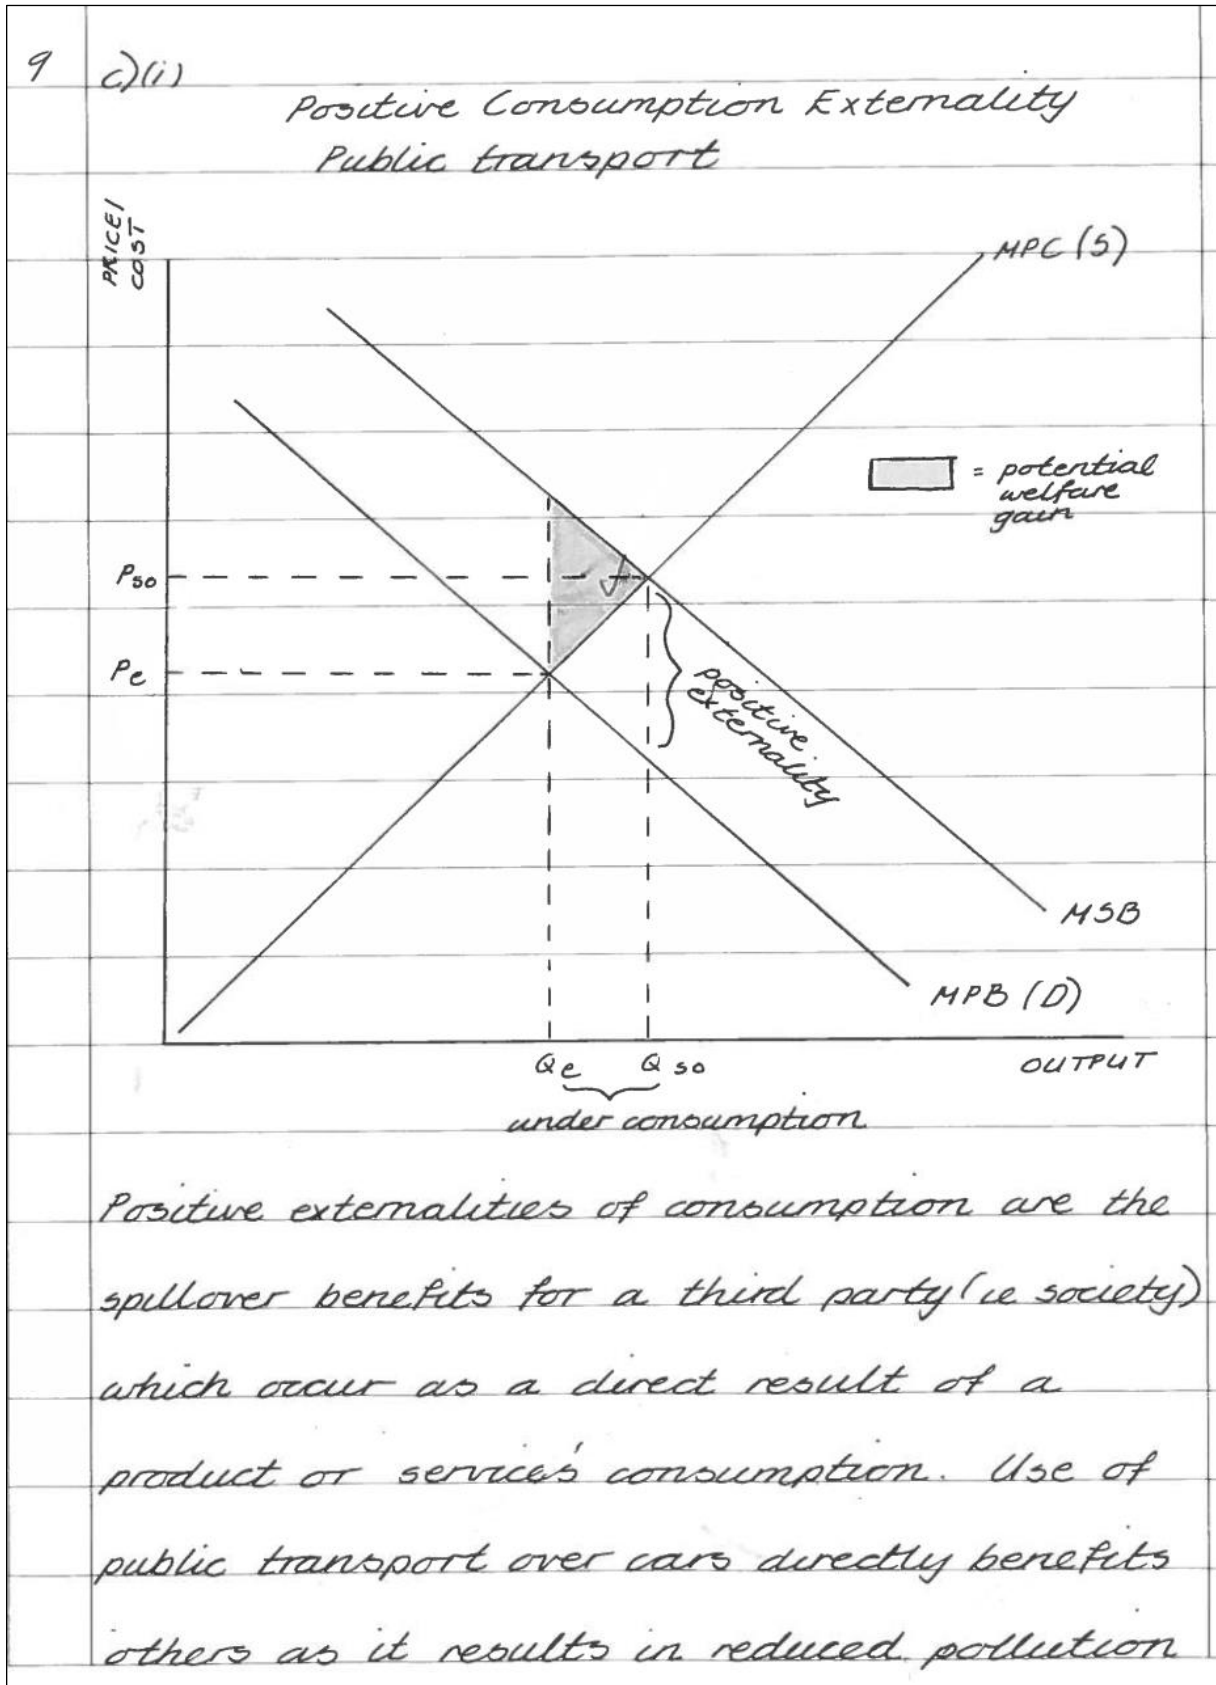 9 c)(i)
Positive Consumption Externality
Public transport
PRICE/
COST
MPC (S)
= potential
welfare
gain
Pso
Pe
positive
externality
MSB
MPB (D)
Qe Qso OUTPUT
under consumption
Positive externalities of consumption are the
spillover benefits for a third party (ie society)
which occur as a direct result of a
product or service's consumption. Use of
public transport over cars directly benefits
others as it results in reduced pollution